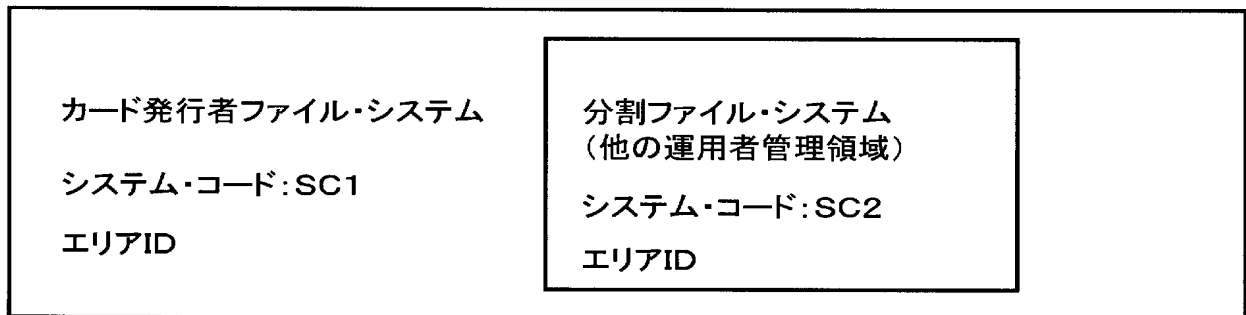 カード発行者ファイル・システム
システム・コード:SC1
エリアID
分割ファイル・システム
(他の運用者管理領域)
システム・コード:SC2
エリアID